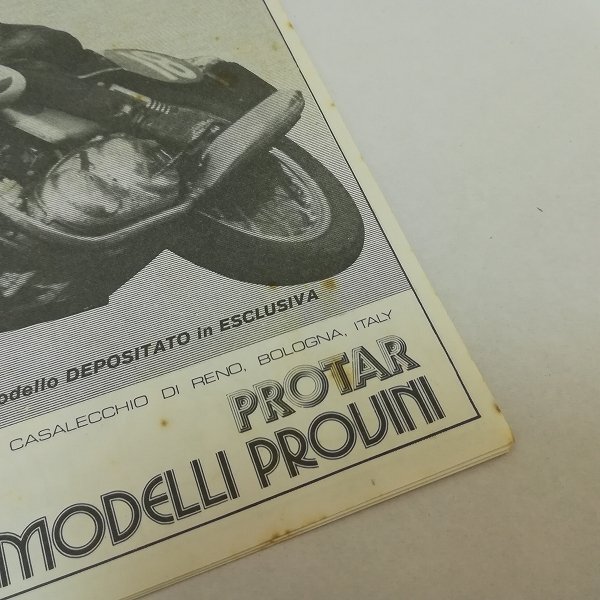 odello DEPOSITATO in ESCLUSIVA
CASALECCHIO DI RENO, BOLOGNA, ITALY
PROTAR
MODELLI PROVINI